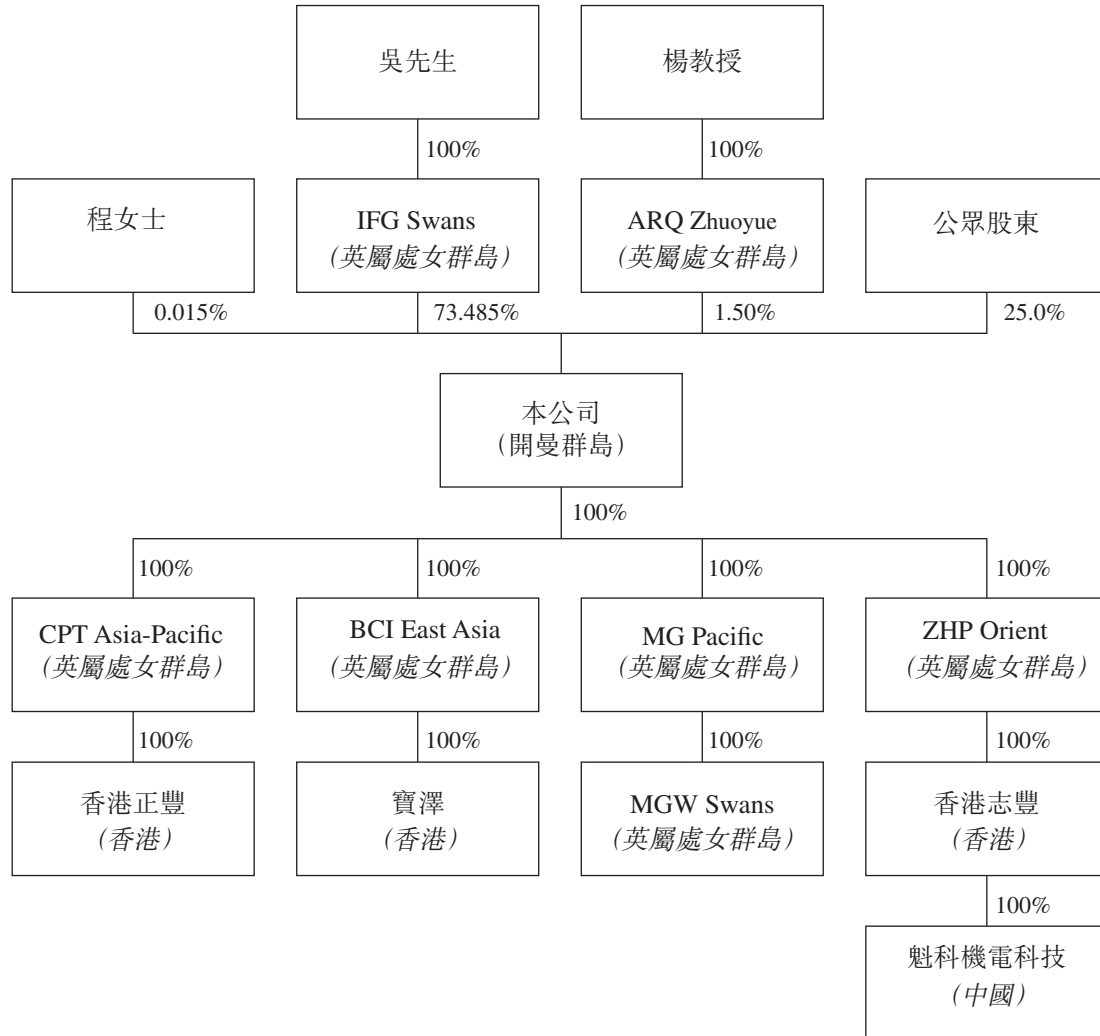 吳先生
楊教授
100%
100%
程女士
IFG Swans
(英屬處女群島)
ARQ Zhuoyue
(英屬處女群島)
公眾股東
0.015%
73.485%
1.50%
25.0%
本公司
(開曼群島)
100%
100%
100%
100%
100%
CPT Asia-Pacific
(英屬處女群島)
BCI East Asia
(英屬處女群島)
MG Pacific
(英屬處女群島)
ZHP Orient
(英屬處女群島)
100%
100%
100%
100%
香港正豐
(香港)
寶澤
(香港)
MGW Swans
(英屬處女群島)
香港志豐
(香港)
100%
魁科機電科技
(中國)